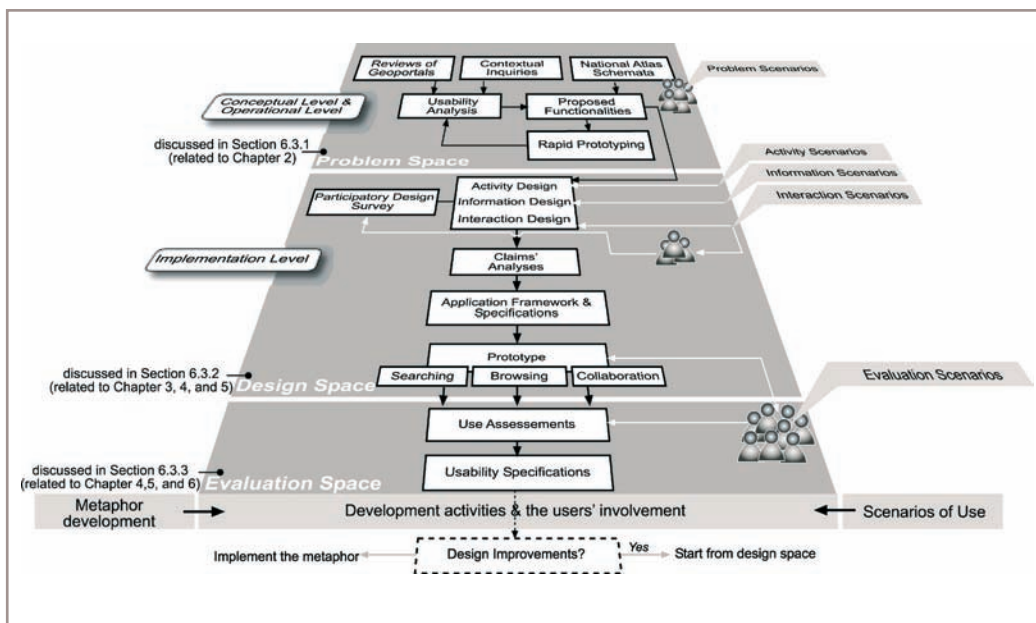 Reviews of
Geoportals
Contextual
Inquiries
National Atlas
Schemata
Problem Scenarios
Conceptual Level &
Operational Level
Usability
Analysis
Proposed
Functionalities
discussed in Section 6.3.1
(related to Chapter 2)
Rapid Prototyping
Problem Space
Activity Scenarios
Information Scenarios
Interaction Scenarios
Participatory Design
Survey
Activity Design
Information Design
Interaction Design
Implementation Level
Claims'
Analyses
Application Framework &
Specifications
Prototype
discussed in Section 6.3.2
(related to Chapter 3, 4, and 5)
Searching
Browsing
Collaboration
Design Space
Evaluation Scenarios
Use Assessements
discussed in Section 6.3.3
(related to Chapter 4,5, and 6)
Usability Specifications
Evaluation Space
Metaphor
development
Development activities & the users' involvement
Scenarios of Use
Implement the metaphor
Design Improvements?
Yes
Start from design space